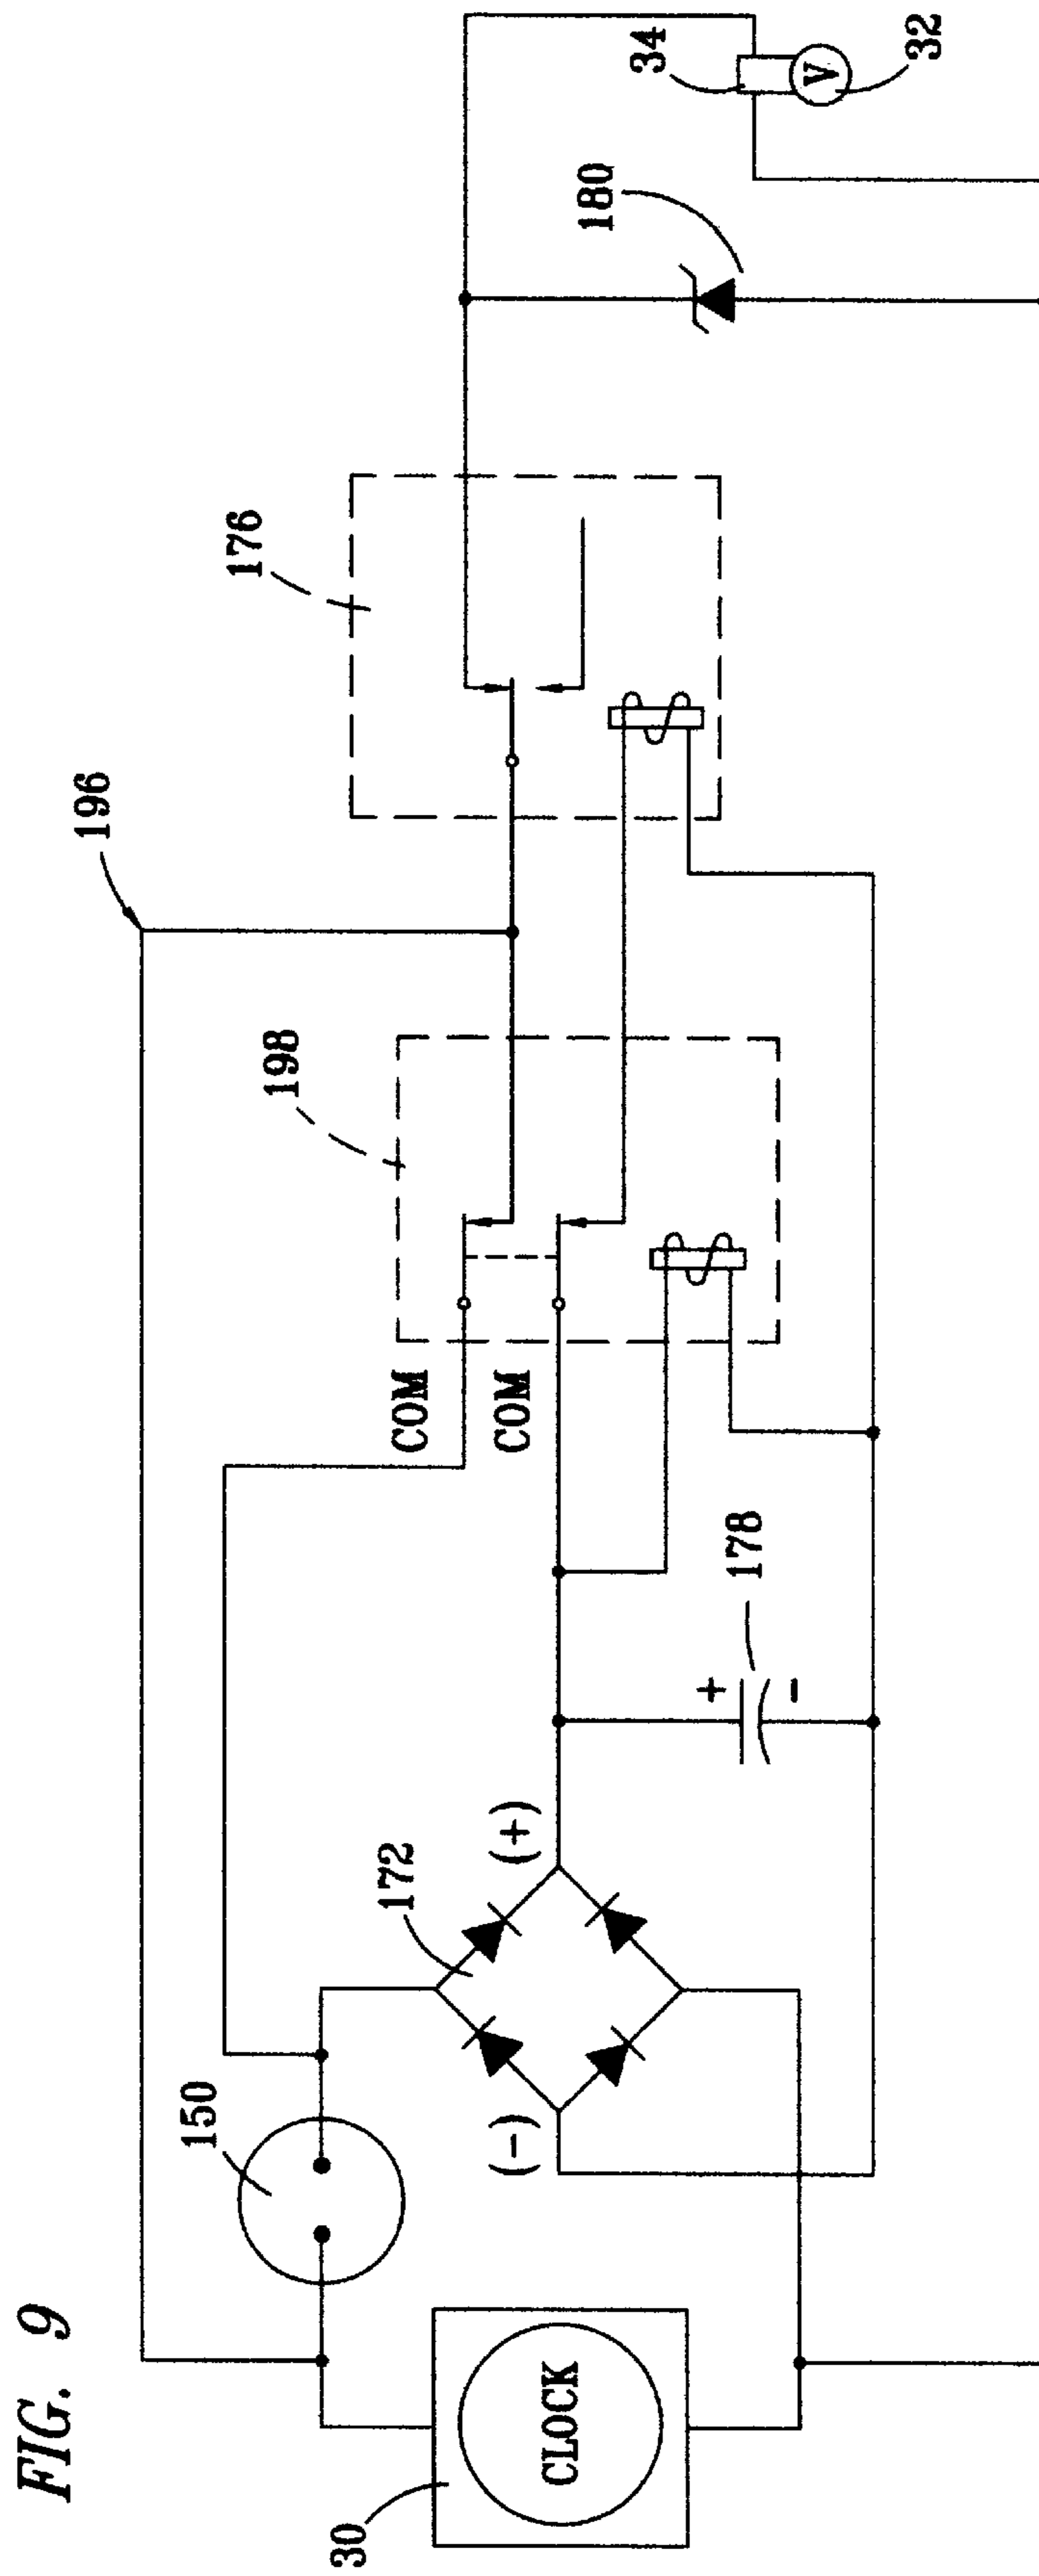 FIG. 9
196
176
34
V
32
180
198
COM
COM
150
172
(+)
(-)
+
-
178
CLOCK
30